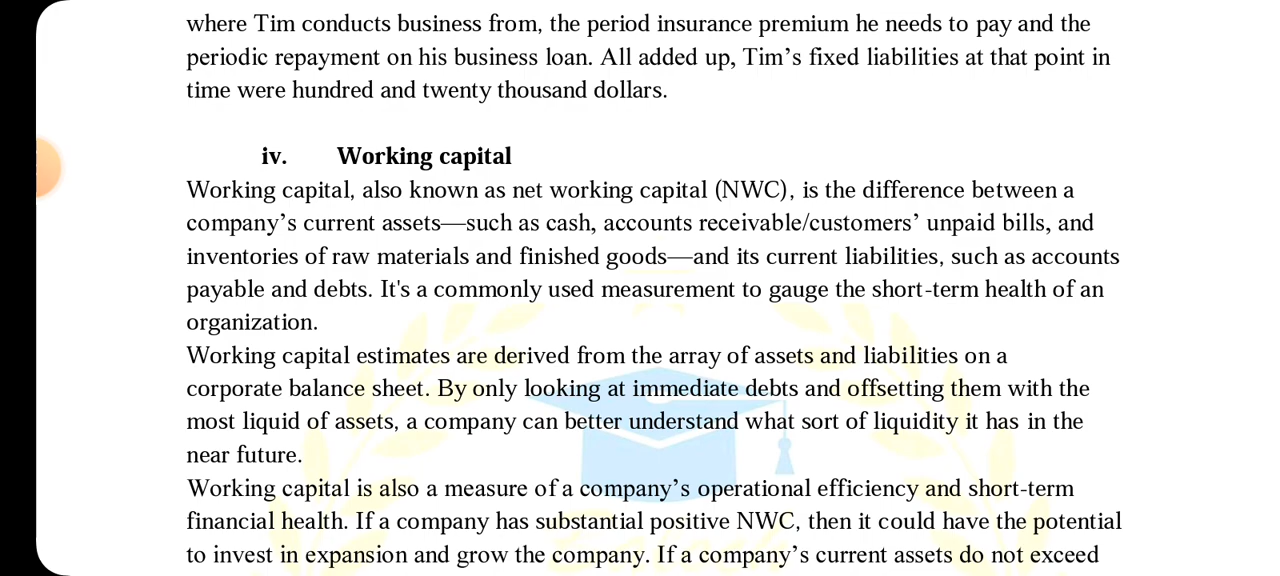 where Tim conducts business from, the period insurance premium he needs to pay and the
periodic repayment on his business loan. All added up, Tim’s fixed liabilities at that point in
time were hundred and twenty thousand dollars.
iv. Working capital
Working capital, also known as net working capital (NWC), is the difference between a
company’s current assets—such as cash, accounts receivable/customers’ unpaid bills, and
inventories of raw materials and finished goods—and its current liabilities, such as accounts
payable and debts. It's a commonly used measurement to gauge the short-term health of an
organization.
Working capital estimates are derived from the array of assets and liabilities on a
corporate balance sheet. By only looking at immediate debts and offsetting them with the
most liquid of assets, a company can better understand what sort of liquidity it has in the
near future.
Working capital is also a measure of a company’s operational efficiency and short-term
financial health. If a company has substantial positive NWC, then it could have the potential
to invest in expansion and grow the company. If a company’s current assets do not exceed